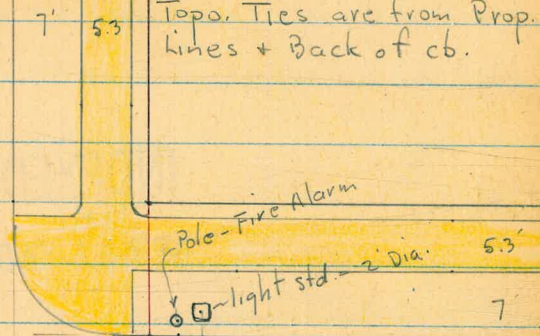 7' 5.3 Topo. Ties are from Prop.
Lines + Back of cb.
Pole - Fire Alarm
5.3'
light std. - 2' Dia.
7